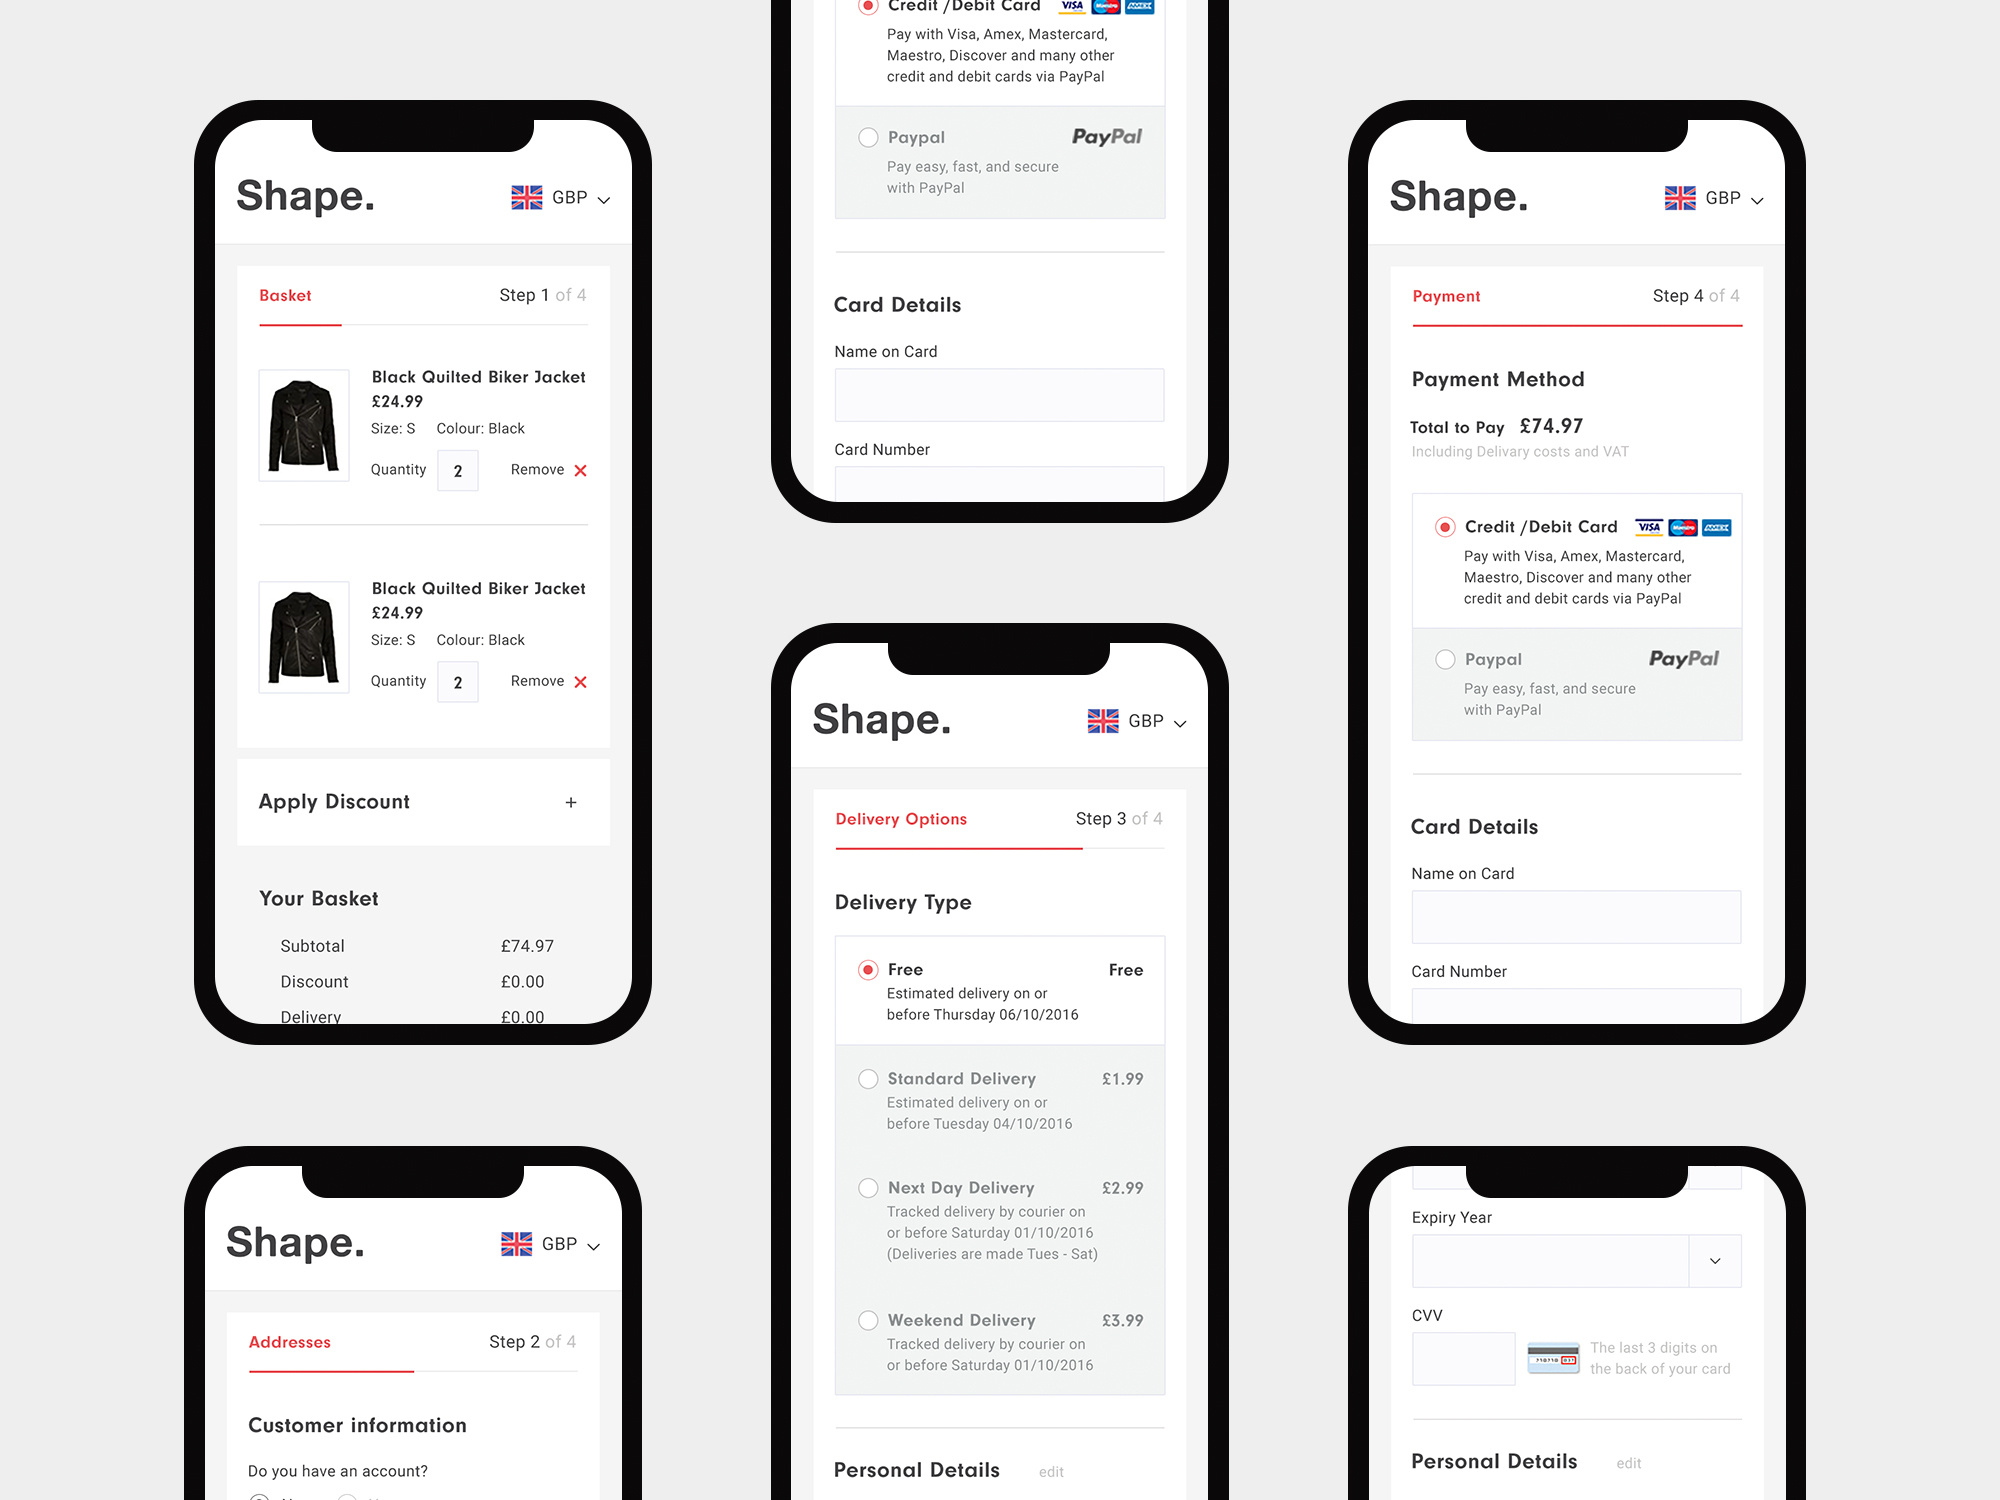 Shape.
GBP
Basket
Step 1 of 4
Black Quilted Biker Jacket
£24.99
Size: S Colour: Black
Quantity 2 Remove
Black Quilted Biker Jacket
£24.99
Size: S Colour: Black
Quantity 2 Remove
Apply Discount +
Your Basket
Subtotal £74.97
Discount £0.00
Delivery £0.00
Shape.
GBP
Addresses
Step 2 of 4
Customer information
Do you have an account?
Credit /Debit Card VISA Maestro AMEX
Pay with Visa, Amex, Mastercard,
Maestro, Discover and many other
credit and debit cards via PayPal
Paypal PayPal
Pay easy, fast, and secure
with PayPal
Card Details
Name on Card
Card Number
Shape.
GBP
Delivery Options
Step 3 of 4
Delivery Type
Free Free
Estimated delivery on or
before Thursday 06/10/2016
Standard Delivery £1.99
Estimated delivery on or
before Tuesday 04/10/2016
Next Day Delivery £2.99
Tracked delivery by courier on
or before Saturday 01/10/2016
(Deliveries are made Tues - Sat)
Weekend Delivery £3.99
Tracked delivery by courier on
or before Saturday 01/10/2016
Personal Details edit
Shape.
GBP
Payment
Step 4 of 4
Payment Method
Total to Pay £74.97
Including Delivary costs and VAT
Credit /Debit Card VISA Maestro AMEX
Pay with Visa, Amex, Mastercard,
Maestro, Discover and many other
credit and debit cards via PayPal
Paypal PayPal
Pay easy, fast, and secure
with PayPal
Card Details
Name on Card
Card Number
Expiry Year
CVV
The last 3 digits on
the back of your card
Personal Details edit